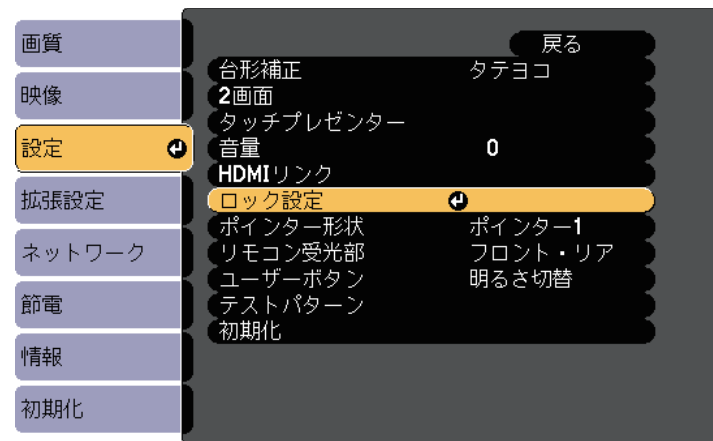 画質
映像
設定
拡張設定
ネットワーク
節電
情報
初期化
戻る
台形補正 タテヨコ
2画面
タッチプレゼンター
音量 0
HDMIリンク
ロック設定
ポインター形状 ポインター1
リモコン受光部 フロント・リア
ユーザーボタン 明るさ切替
テストパターン
初期化